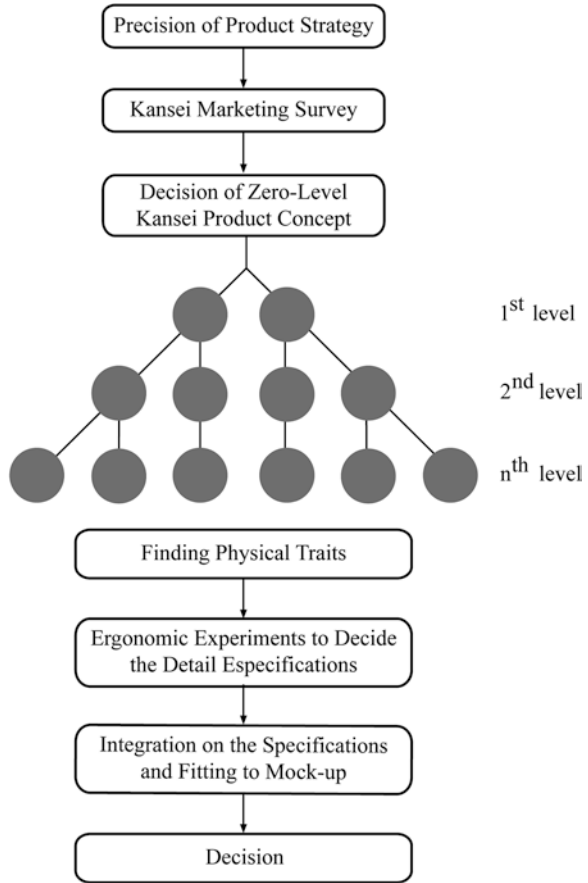 Precision of Product Strategy
Kansei Marketing Survey
Decision of Zero-Level
Kansei Product Concept
1st level
2nd level
nth level
Finding Physical Traits
Ergonomic Experiments to Decide
the Detail Especifications
Integration on the Specifications
and Fitting to Mock-up
Decision